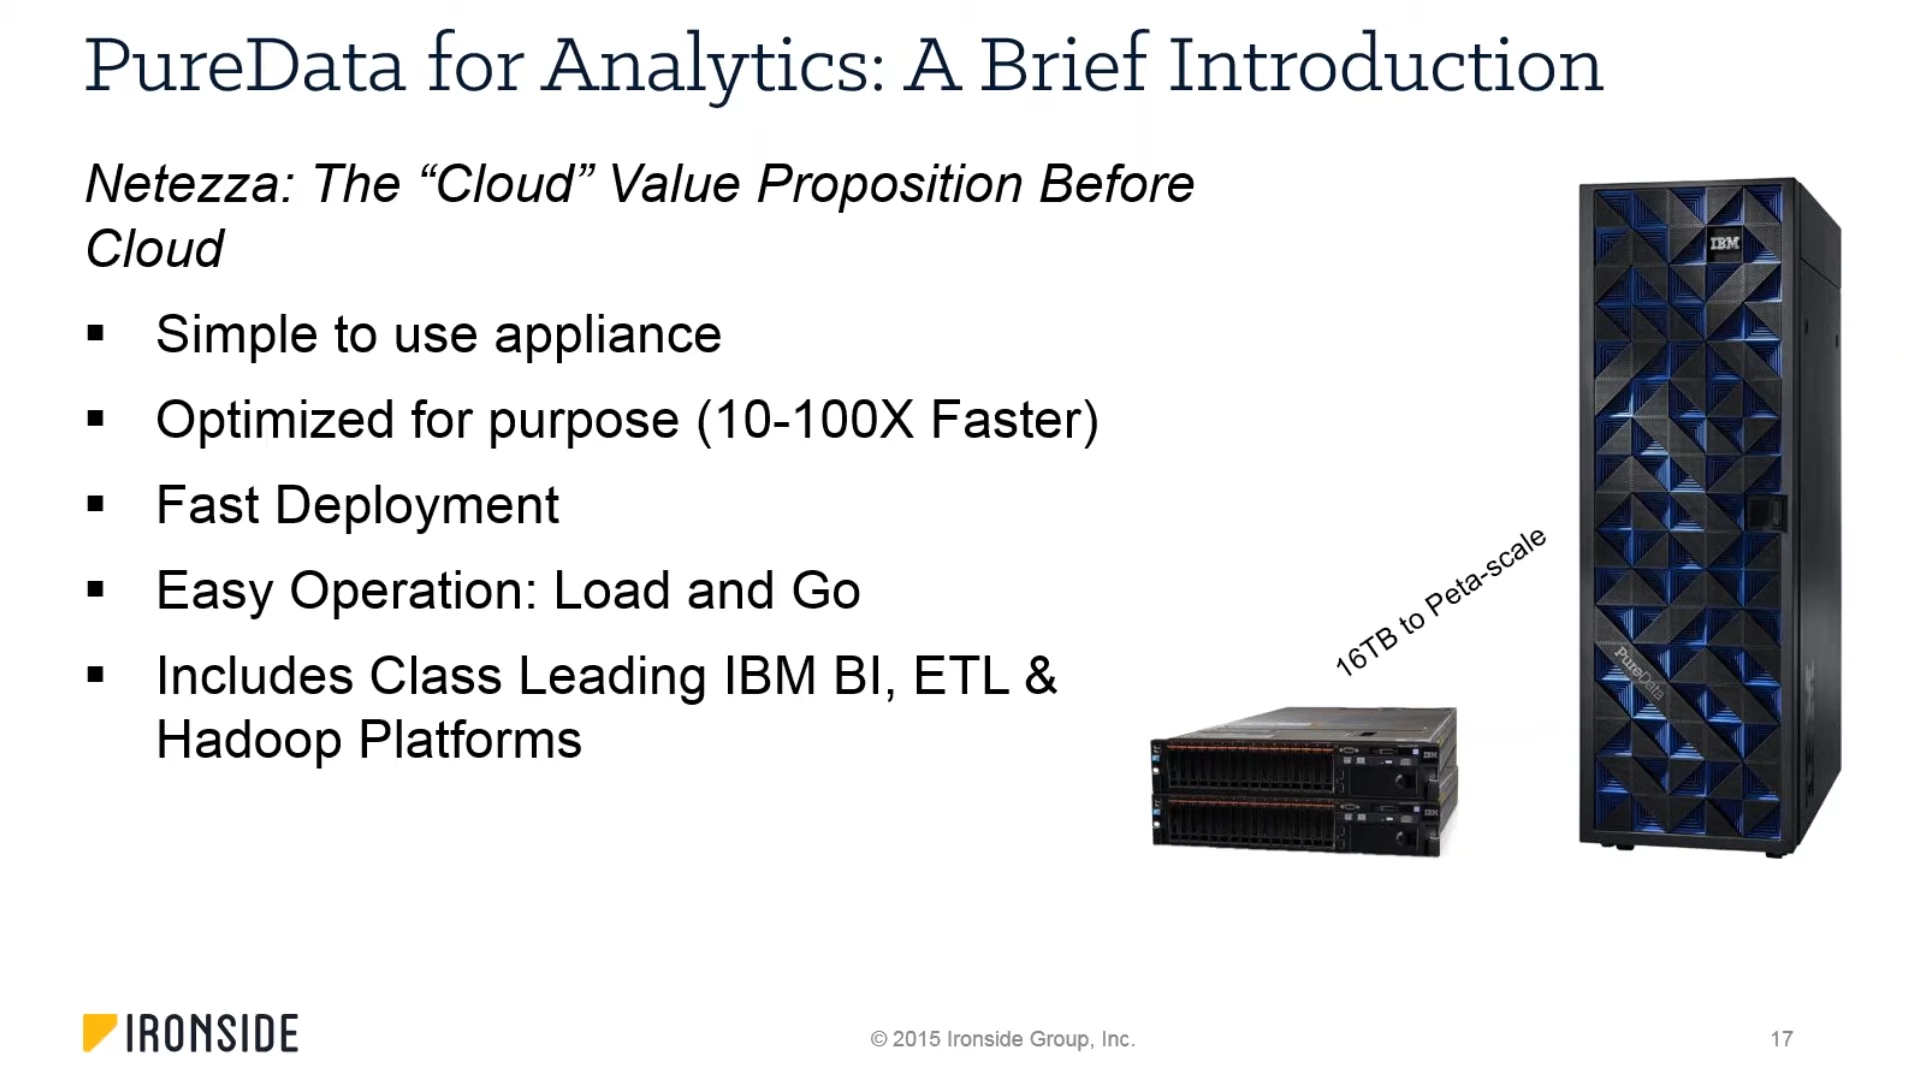 PureData for Analytics: A Brief Introduction
Netezza: The “Cloud” Value Proposition Before
Cloud
▪ Simple to use appliance
▪ Optimized for purpose (10-100X Faster)
▪ Fast Deployment
▪ Easy Operation: Load and Go
▪ Includes Class Leading IBM BI, ETL &
Hadoop Platforms
16TB to Peta-scale
IBM
PureData
IBM
IBM
IRONSIDE
© 2015 Ironside Group, Inc.
17